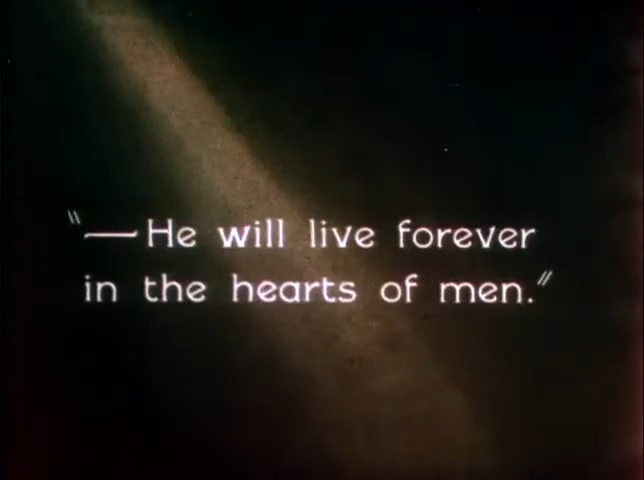 "—He will live forever
in the hearts of men."